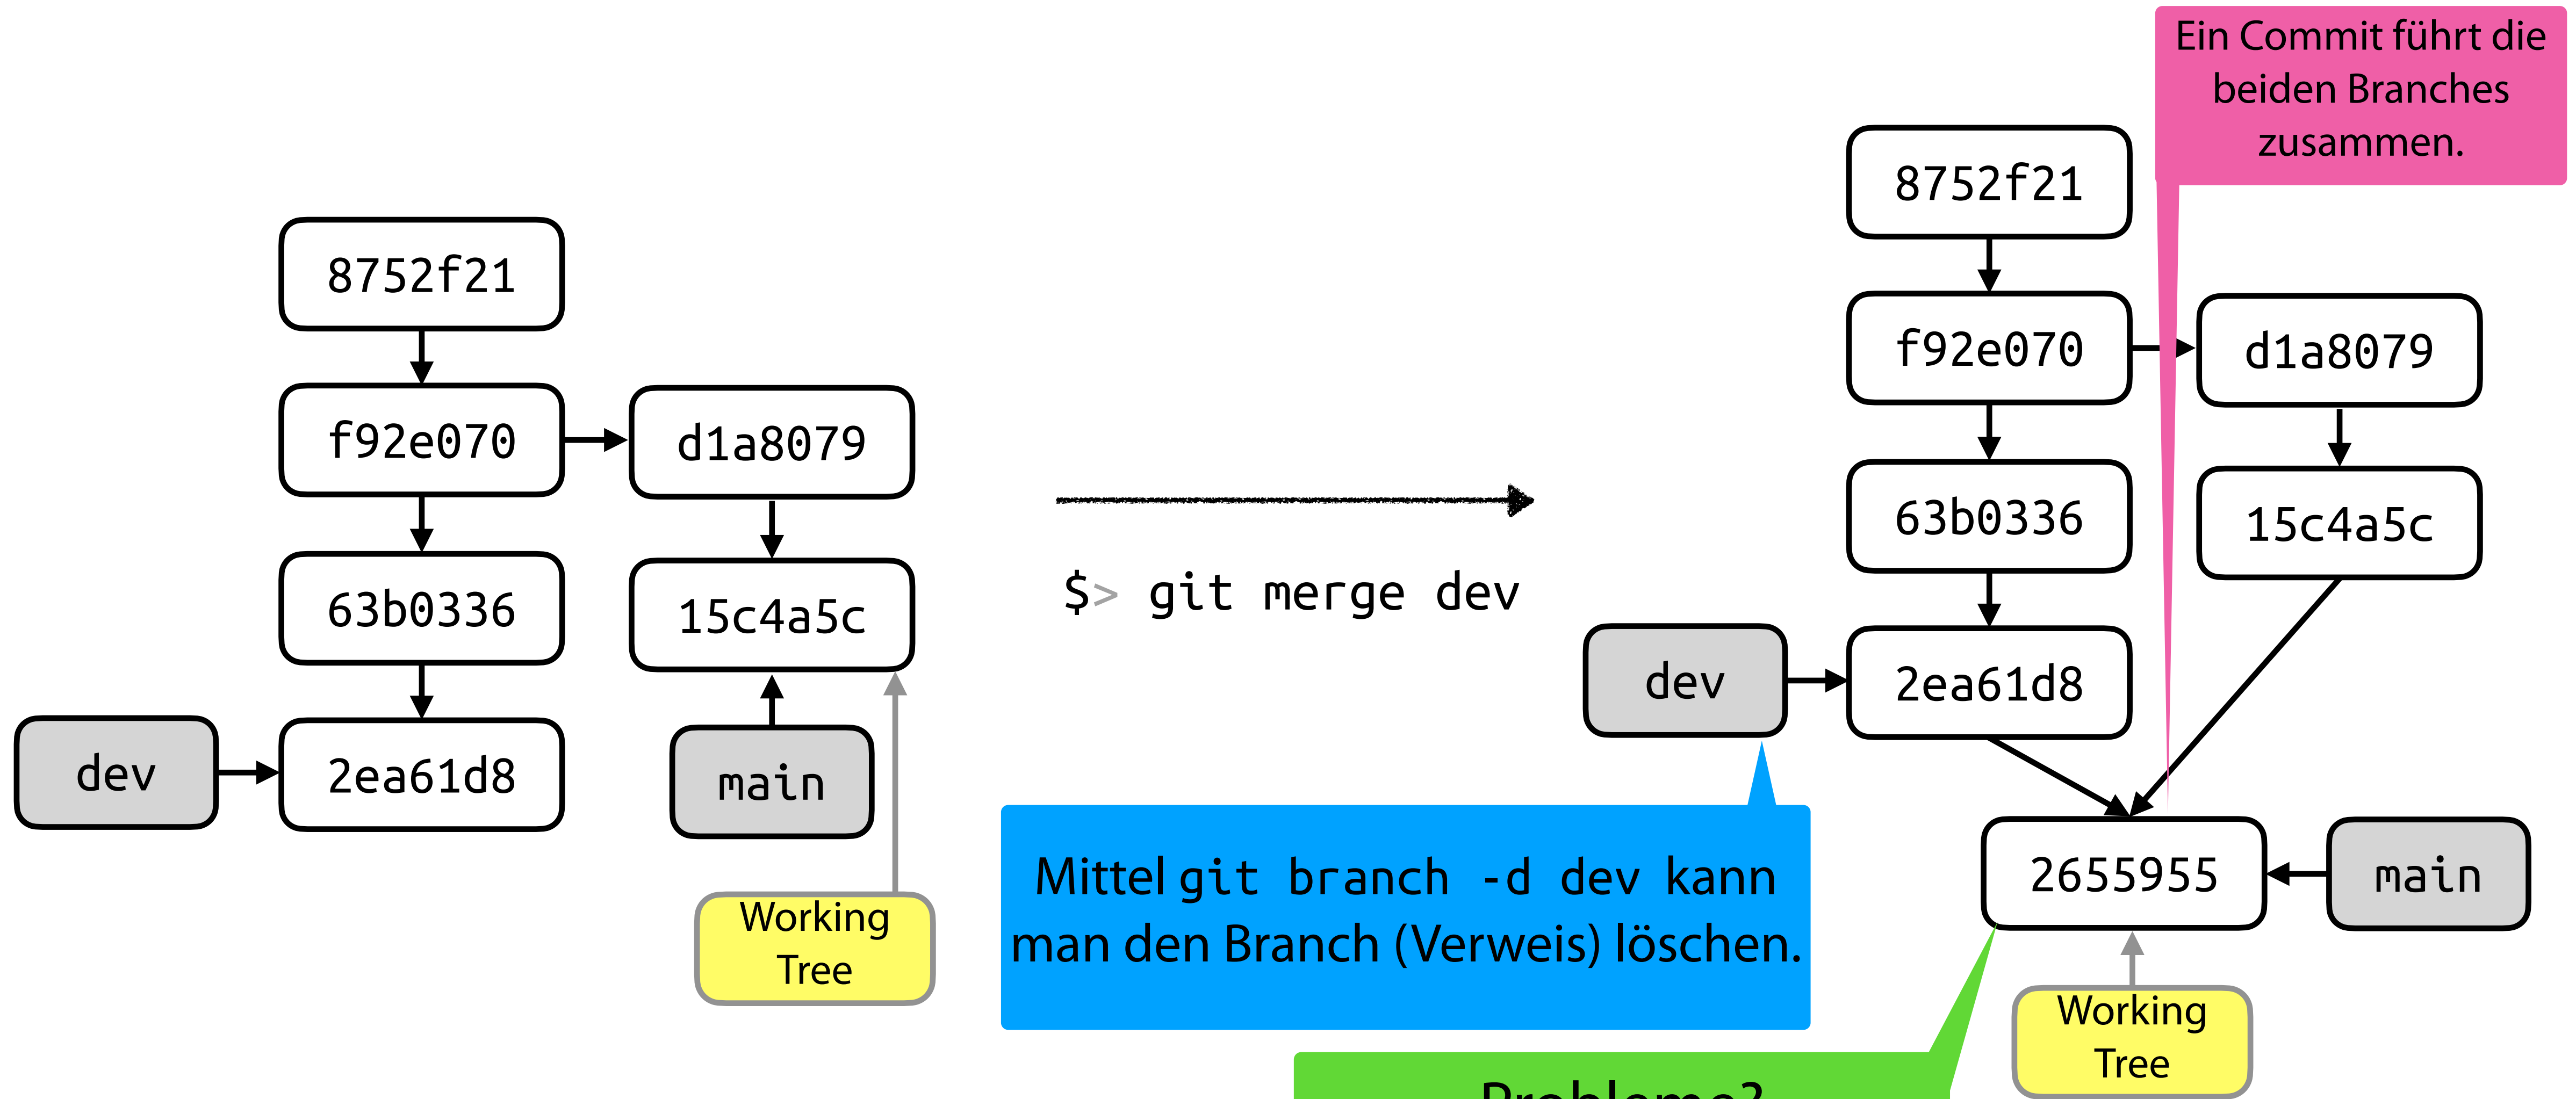 8752f21
f92e070
d1a8079
63b0336
15c4a5c
dev
2ea61d8
main
Working
Tree
$> git merge dev
Ein Commit führt die
beiden Branches
zusammen.
8752f21
f92e070
d1a8079
63b0336
15c4a5c
dev
2ea61d8
Mittel git branch -d dev kann
man den Branch (Verweis) löschen.
2655955
main
Working
Tree
Probleme?